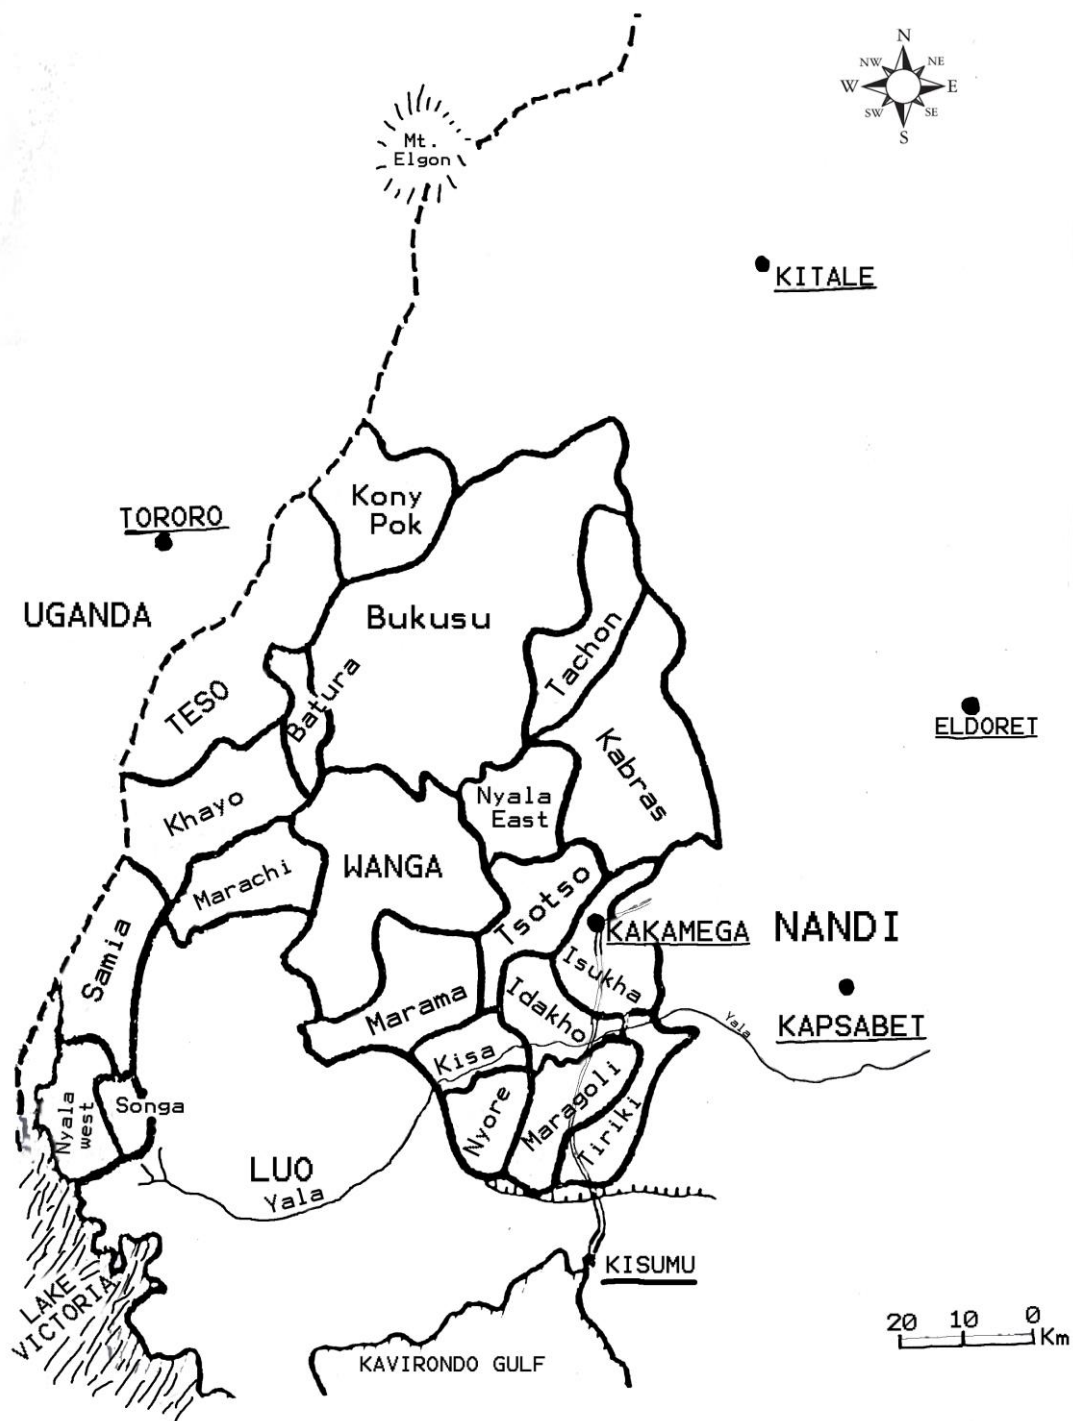 N
NW
NE
W
E
SW
SE
S
Mt.
Elgon
KITALE
Kony
Pok
TORORO
UGANDA
Bukusu
Tachon
TESO
Batura
ELDORET
Kabras
Khayo
Nyala
East
WANGA
Marachi
Tsotso
KAKAMEGA
NANDI
Samia
Isukha
Idakho
Marama
KAPSABET
Yala
Kisa
Maragoli
Nyore
Tiriki
Nyala
west
Songa
LUO
Yala
KISUMU
LAKE
VICTORIA
KAVIRONDO GULF
20 10 0
Km